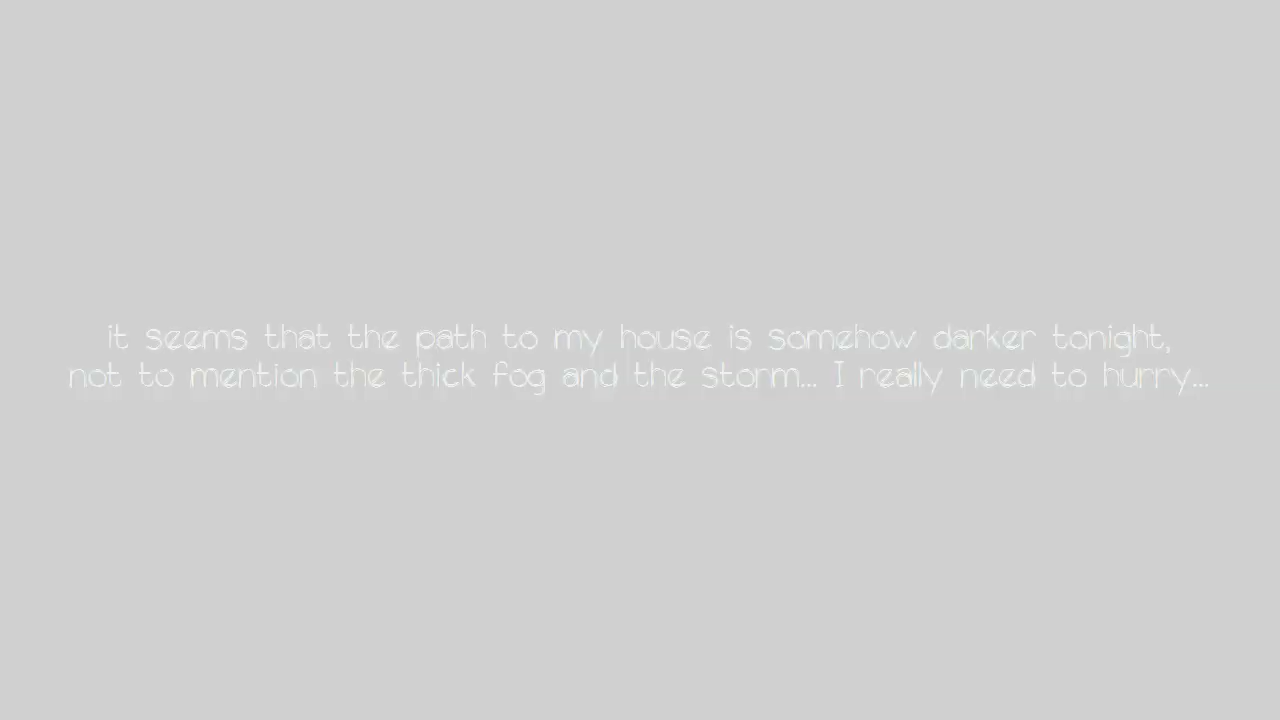 it seems that the path to my house is somehow darker tonight,
not to mention the thick fog and the storm... I really need to hurry...